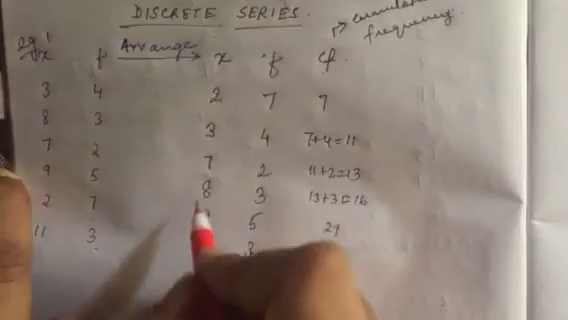 DISCRETE SERIES.
→ cumulative
frequency.
eg:
x f Arrange x f cf
3 4 2 7 7
8 3 3 4 7+4=11
7 2 7 2 11+2=13
9 5 8 3 13+3=16
2 7 5 21
11 3 3